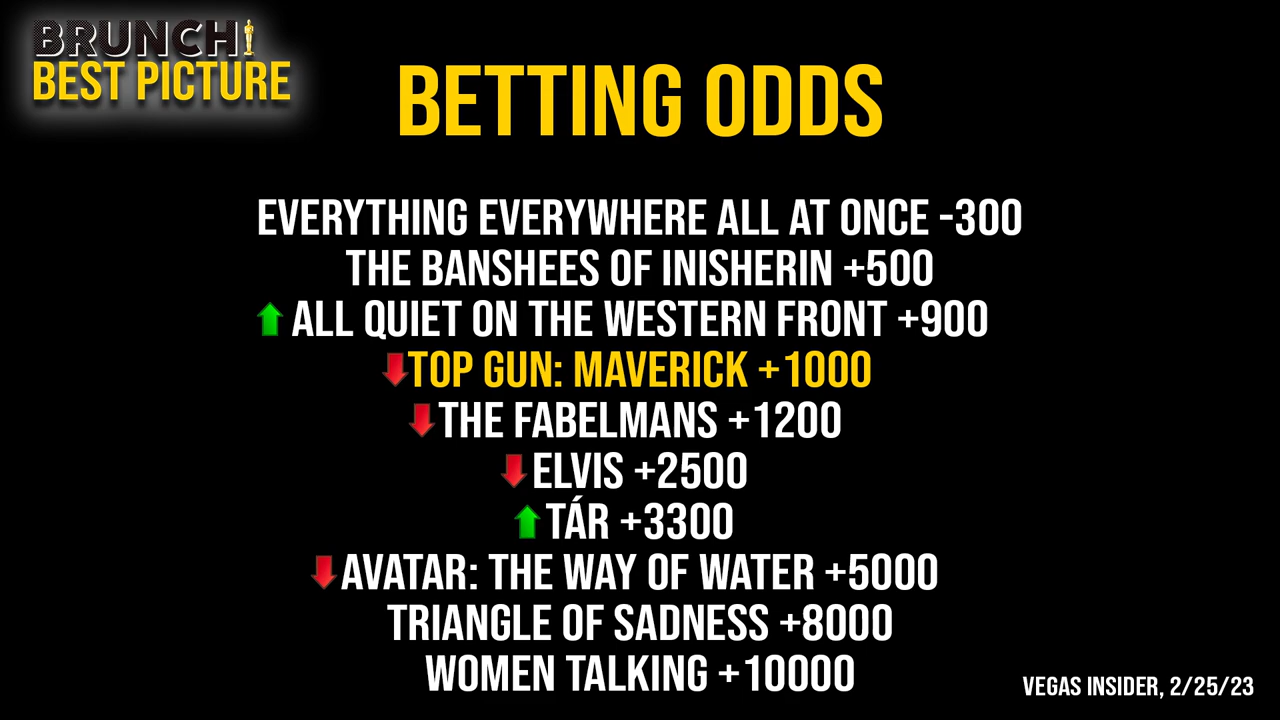 BRUNCH
BEST PICTURE
BETTING ODDS
EVERYTHING EVERYWHERE ALL AT ONCE -300
THE BANSHEES OF INISHERIN +500
ALL QUIET ON THE WESTERN FRONT +900
TOP GUN: MAVERICK +1000
THE FABELMANS +1200
ELVIS +2500
TÁR +3300
AVATAR: THE WAY OF WATER +5000
TRIANGLE OF SADNESS +8000
WOMEN TALKING +10000
VEGAS INSIDER, 2/25/23